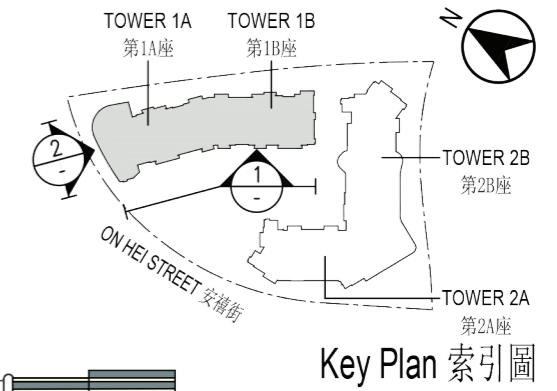 TOWER 1A
第1A座
TOWER 1B
第1B座
N
2
-
1
-
TOWER 2B
第2B座
ON HEI STREET 安禧街
TOWER 2A
第2A座
Key Plan 索引圖